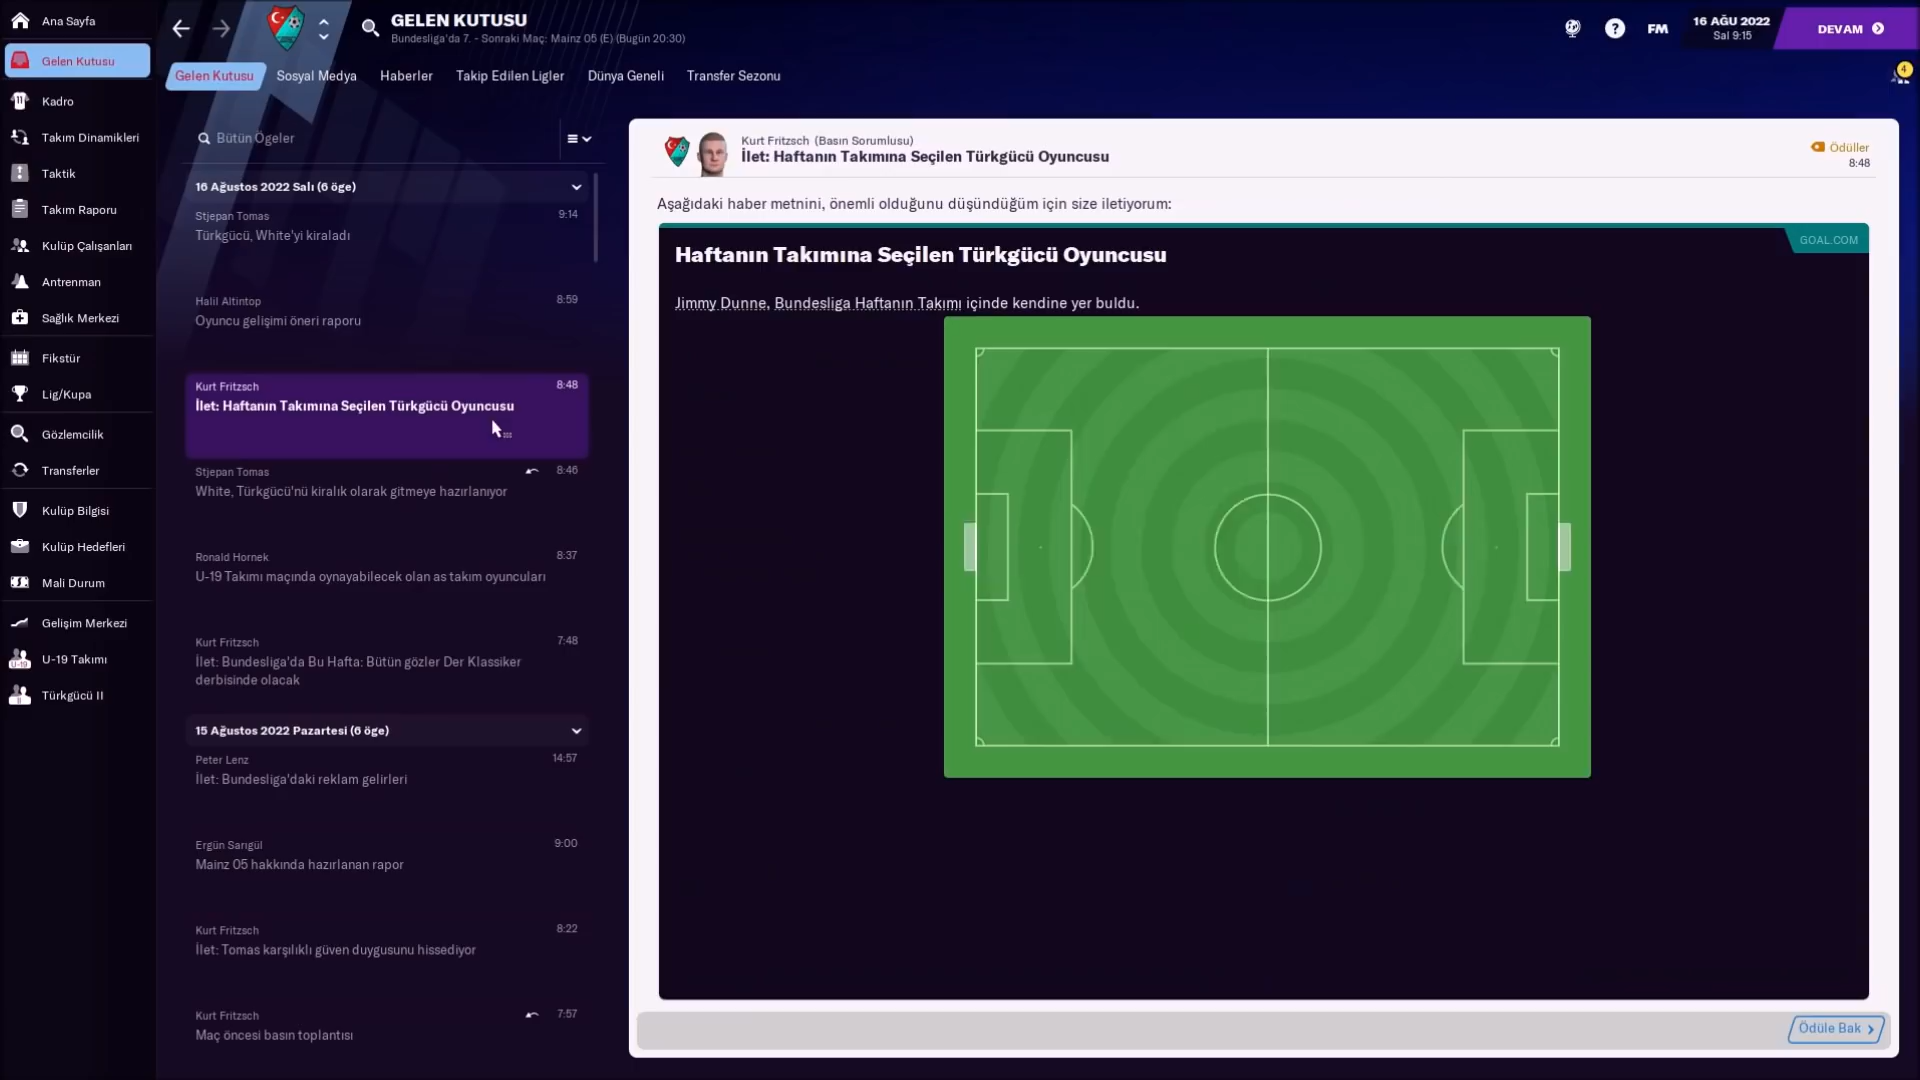 Ana Sayfa
Gelen Kutusu
Kadro
Takım Dinamikleri
Taktik
Takım Raporu
Kulüp Çalışanları
Antrenman
Sağlık Merkezi
Fikstür
Lig/Kupa
Gözlemcilik
Transferler
Kulüp Bilgisi
Kulüp Hedefleri
Mali Durum
Gelişim Merkezi
U-19 Takımı
Türkgücü II
GELEN KUTUSU
Bundesliga'da 7. - Sonraki Maç: Mainz 05 (E) (Bugün 20:30)
FM
16 AĞU 2022
Sal 9:15
DEVAM
4
Gelen Kutusu Sosyal Medya Haberler Takip Edilen Ligler Dünya Geneli Transfer Sezonu
Bütün Ögeler
16 Ağustos 2022 Salı (6 öge)
Stjepan Tomas 9:14
Türkgücü, White'yi kiraladı
Halil Altintop 8:59
Oyuncu gelişimi öneri raporu
Kurt Fritzsch 8:48
İlet: Haftanın Takımına Seçilen Türkgücü Oyuncusu
Stjepan Tomas 8:46
White, Türkgücü'nü kiralık olarak gitmeye hazırlanıyor
Ronald Hornek 8:37
U-19 Takımı maçında oynayabilecek olan as takım oyuncuları
Kurt Fritzsch 7:48
İlet: Bundesliga'da Bu Hafta: Bütün gözler Der Klassiker
derbisinde olacak
15 Ağustos 2022 Pazartesi (6 öge)
Peter Lenz 14:57
İlet: Bundesliga'daki reklam gelirleri
Ergün Sarıgül 9:00
Mainz 05 hakkında hazırlanan rapor
Kurt Fritzsch 8:22
İlet: Tomas karşılıklı güven duygusunu hissediyor
Kurt Fritzsch 7:57
Maç öncesi basın toplantısı
Kurt Fritzsch (Basın Sorumlusu)
İlet: Haftanın Takımına Seçilen Türkgücü Oyuncusu
Ödüller
8:48
Aşağıdaki haber metnini, önemli olduğunu düşündüğüm için size iletiyorum:
GOAL.COM
Haftanın Takımına Seçilen Türkgücü Oyuncusu
Jimmy Dunne, Bundesliga Haftanın Takımı içinde kendine yer buldu.
Ödüle Bak